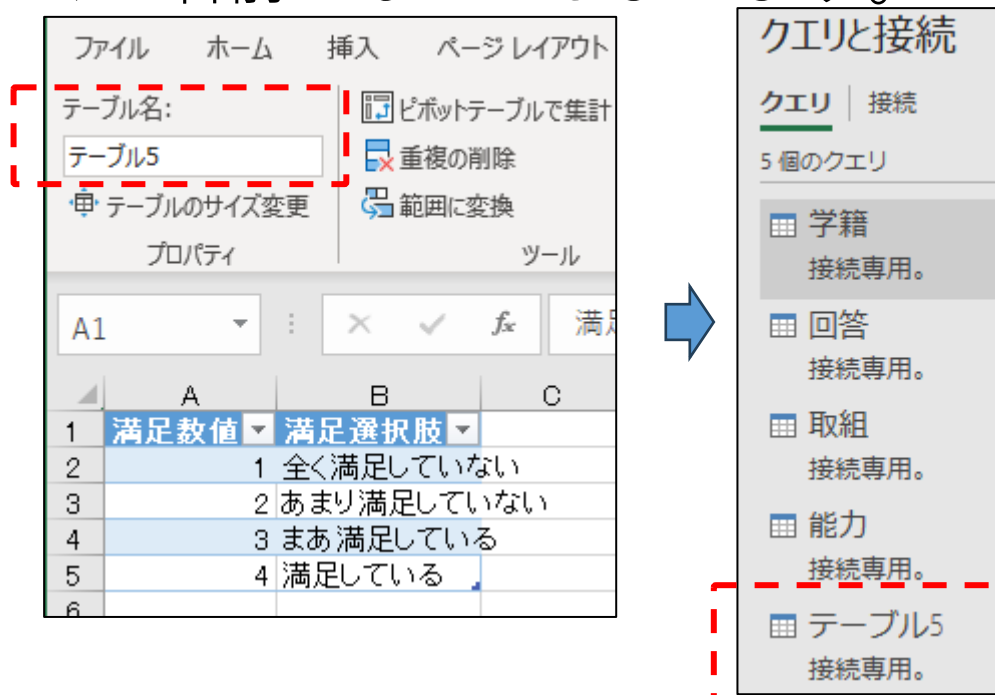 ファイル ホーム 挿入 ページ レイアウト
テーブル名:
テーブル5
テーブルのサイズ変更
プロパティ
ピボットテーブルで集計
重複の削除
範囲に変換
ツール
A1 fx 満足
A B C
1 満足数値 満足選択肢
2 1 全く満足していない
3 2 あまり満足していない
4 3 まあ満足している
5 4 満足している
6
クエリと接続
クエリ 接続
5 個のクエリ
学籍
接続専用。
回答
接続専用。
取組
接続専用。
能力
接続専用。
テーブル5
接続専用。